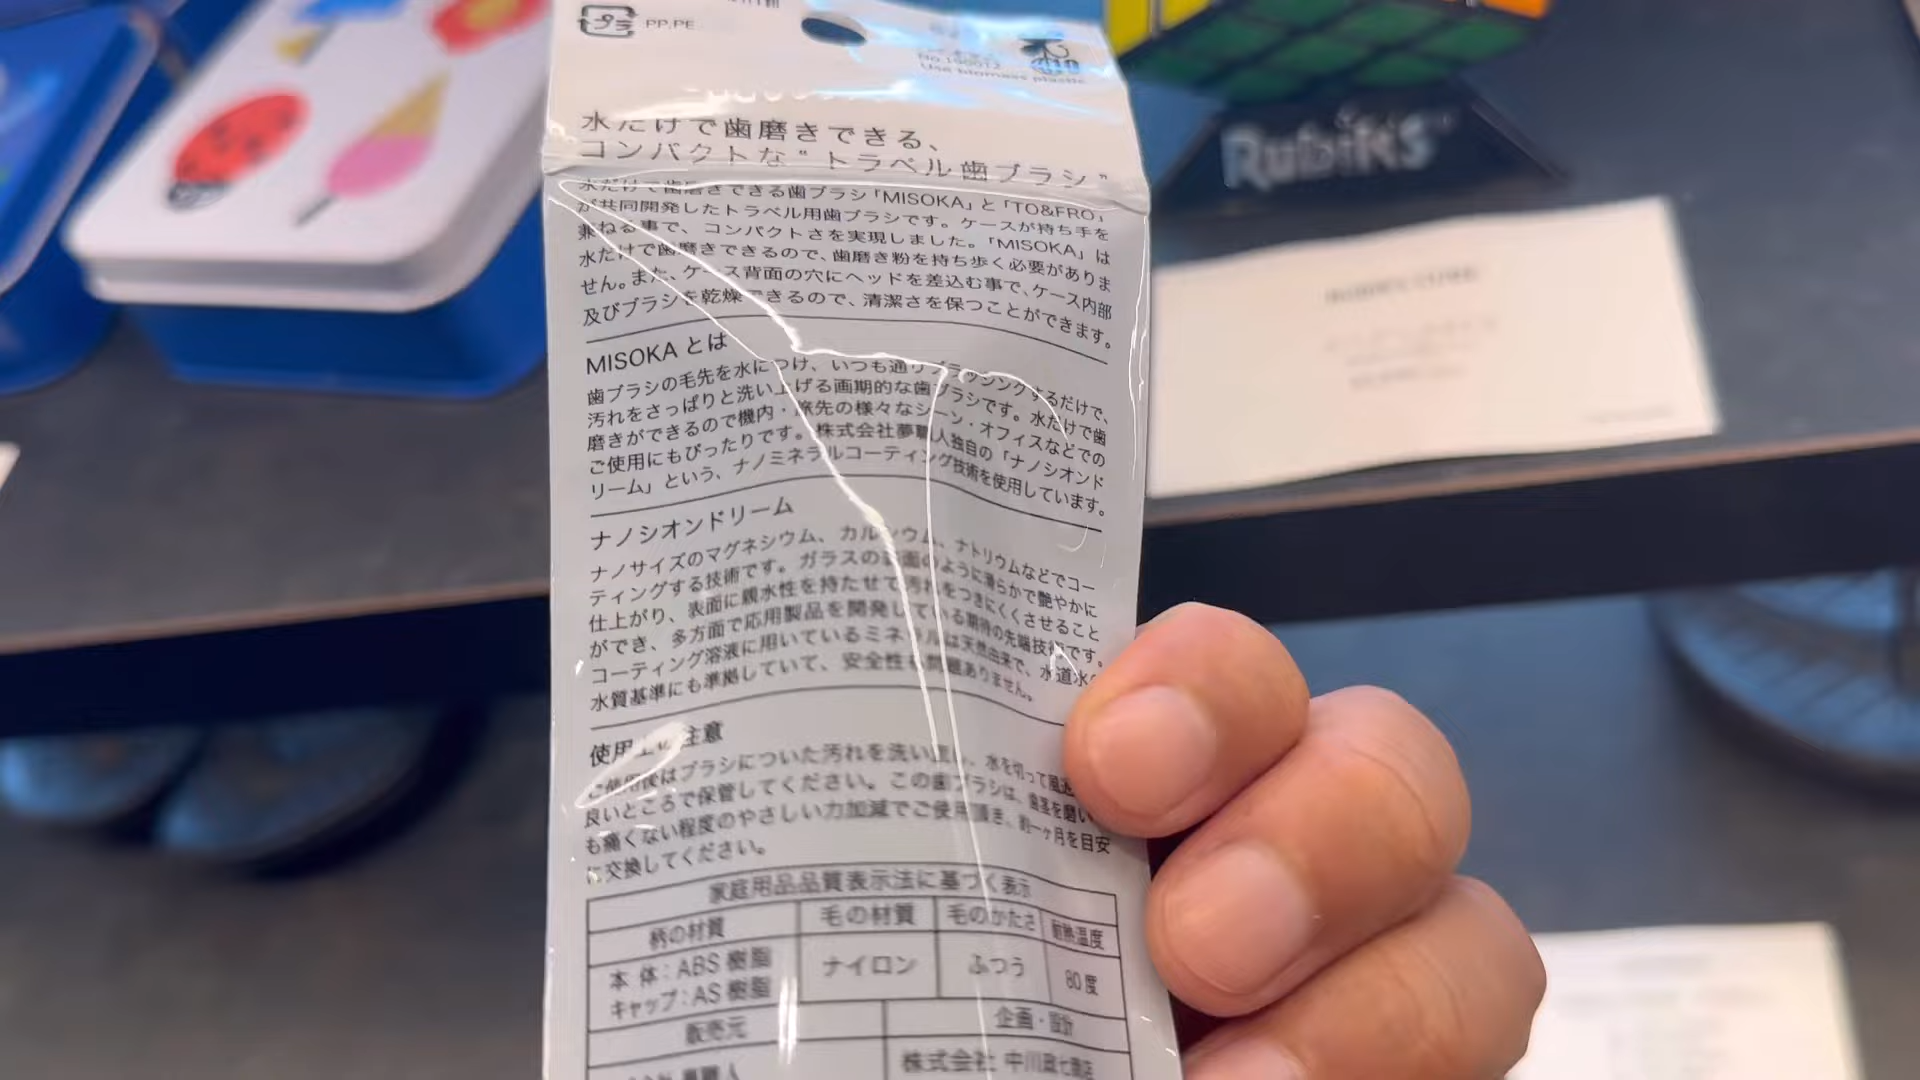 プラ PP.PE
No.190012
Use biomass plastic
水だけで歯磨きできる、
コンパクトな"トラベル歯ブラシ"
水だけで歯磨きできる歯ブラシ「MISOKA」と「TO&FRO」
が共同開発したトラベル用歯ブラシです。ケースが持ち手を
兼ねる事で、コンパクトさを実現しました。「MISOKA」は
水だけで歯磨きできるので、歯磨き粉を持ち歩く必要がありま
せん。また、ケース背面の穴にヘッドを差込む事で、ケース内部
及びブラシを乾燥できるので、清潔さを保つことができます。
MISOKAとは
歯ブラシの毛先を水につけ、いつも通りブラッシングするだけで、
汚れをさっぱりと洗い上げる画期的な歯ブラシです。水だけで歯
磨きができるので機内・旅先の様々なシーン・オフィスなどでの
ご使用にもぴったりです。株式会社夢職人独自の「ナノシオンド
リーム」という、ナノミネラルコーティング技術を使用しています。
ナノシオンドリーム
ナノサイズのマグネシウム、カルシウム、ナトリウムなどでコー
ティングする技術です。ガラスの表面のように滑らかで艶やかに
仕上がり、表面に親水性を持たせて汚れをつきにくくさせること
ができ、多方面で応用製品を開発している期待の先端技術です。
コーティング溶液に用いているミネラルは天然由来で、水道水の
水質基準にも準拠していて、安全性も問題ありません。
使用上の注意
ご使用後はブラシについた汚れを洗い直し、水を切って風通
良いところで保管してください。この歯ブラシは、歯茎を磨い
も痛くない程度のやさしい力加減でご使用頂き、約一ヶ月を目安
に交換してください。
家庭用品品質表示法に基づく表示
柄の材質 毛の材質 毛のかたさ 耐熱温度
本 体：ABS樹脂 ナイロン ふつう 80度
キャップ：AS樹脂
販売元 企画・設計
夢職人 株式会社 中川政七商店
Rubik's